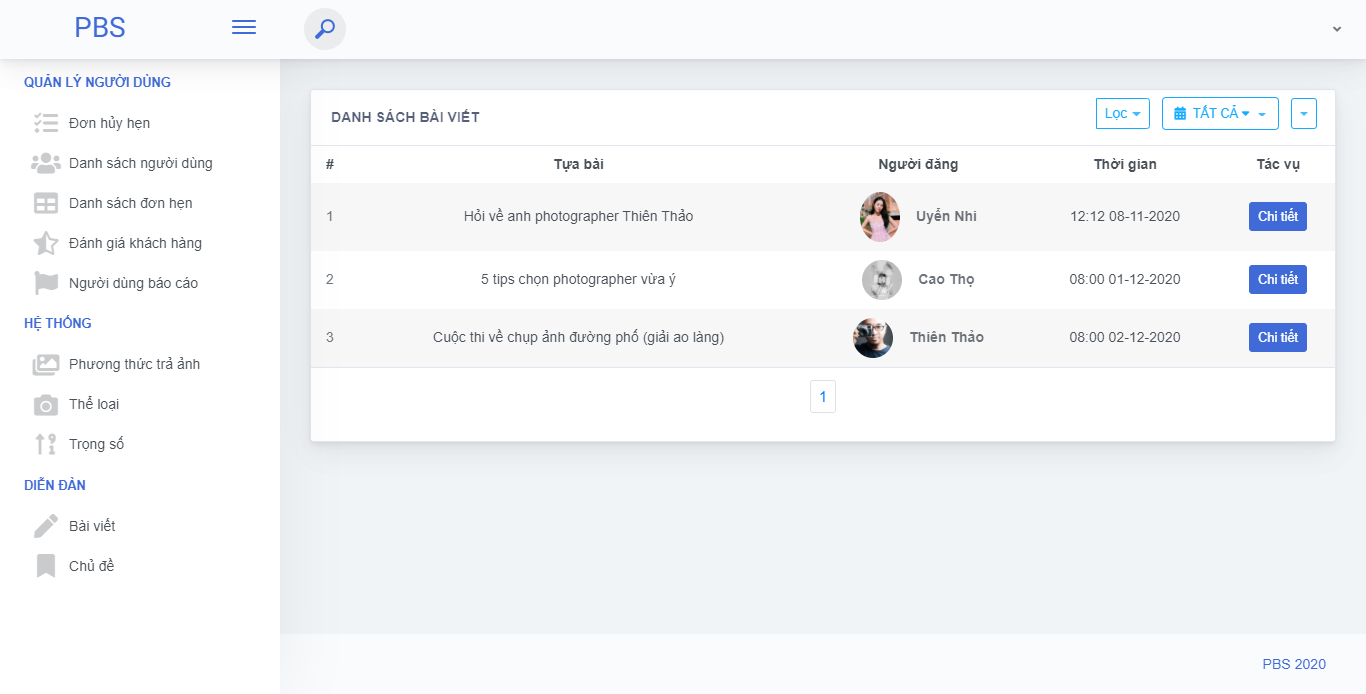 PBS
QUẢN LÝ NGƯỜI DÙNG
Đơn hủy hẹn
Danh sách người dùng
Danh sách đơn hẹn
Đánh giá khách hàng
Người dùng báo cáo
HỆ THỐNG
Phương thức trả ảnh
Thể loại
Trọng số
DIỄN ĐÀN
Bài viết
Chủ đề
DANH SÁCH BÀI VIẾT
Lọc
TẤT CẢ
# Tựa bài Người đăng Thời gian Tác vụ
1 Hỏi về anh photographer Thiên Thảo Uyển Nhi 12:12 08-11-2020 Chi tiết
2 5 tips chọn photographer vừa ý Cao Thọ 08:00 01-12-2020 Chi tiết
3 Cuộc thi về chụp ảnh đường phố (giải ao làng) Thiên Thảo 08:00 02-12-2020 Chi tiết
1
PBS 2020